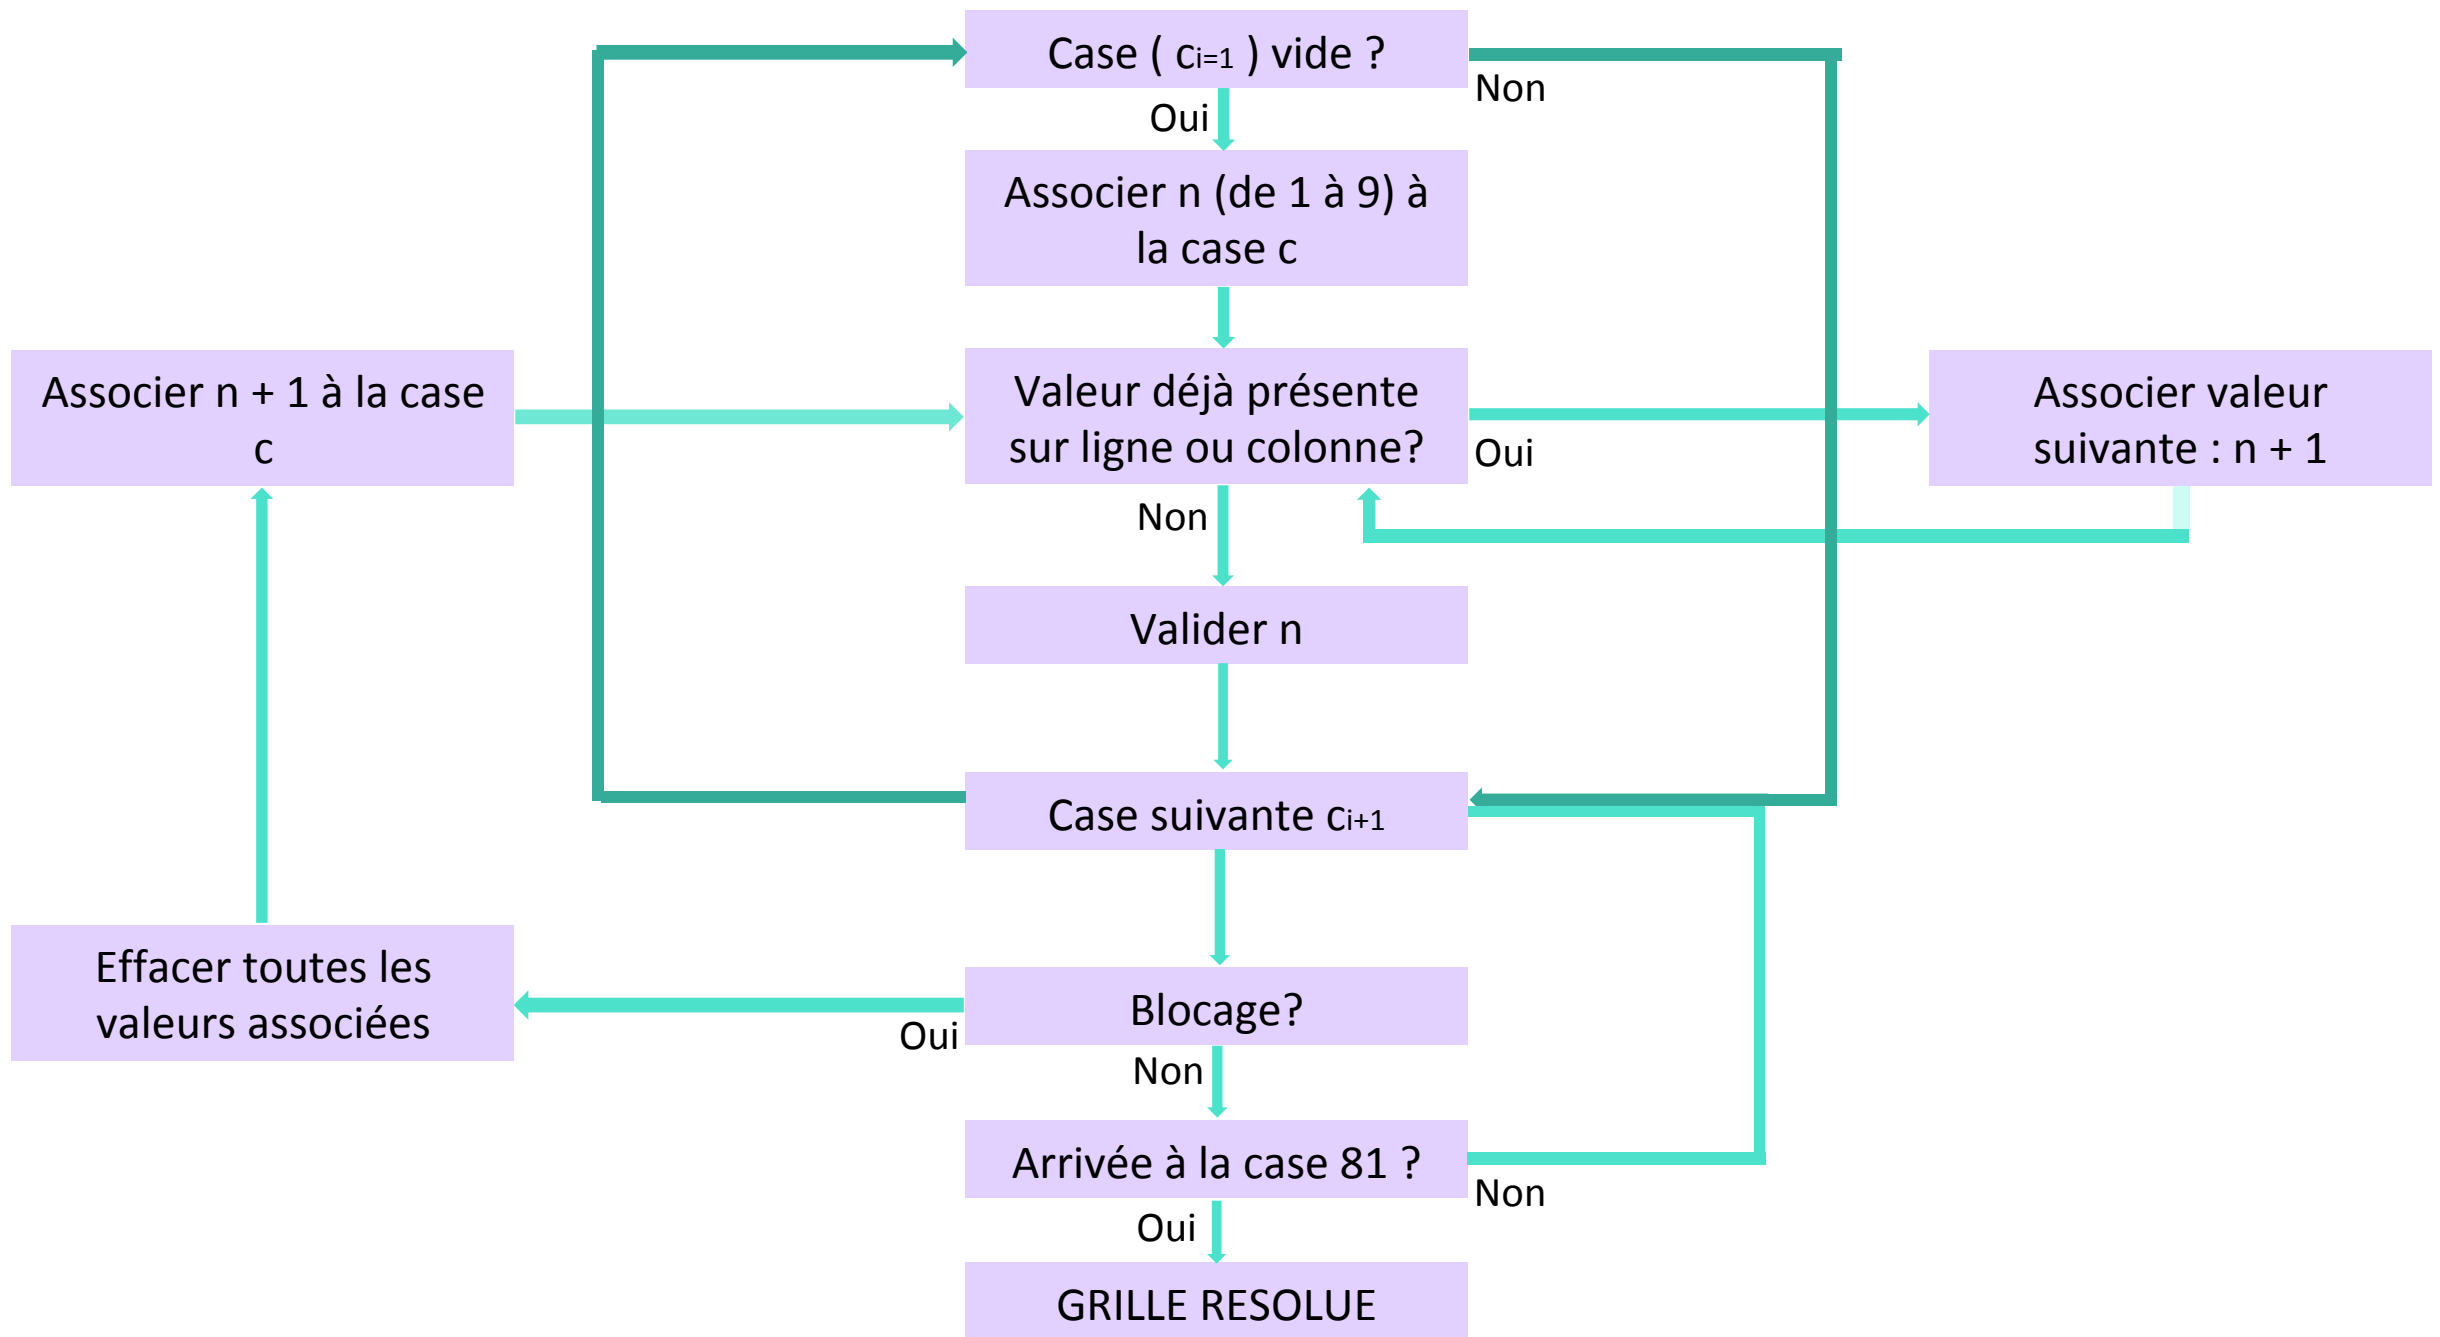 Case ( ci=1 ) vide ?
Non
Oui
Associer n (de 1 à 9) à
la case c
Associer n + 1 à la case
c
Valeur déjà présente
sur ligne ou colonne?
Oui
Associer valeur
suivante : n + 1
Non
Valider n
Case suivante ci+1
Effacer toutes les
valeurs associées
Blocage?
Oui
Non
Arrivée à la case 81 ?
Non
Oui
GRILLE RESOLUE